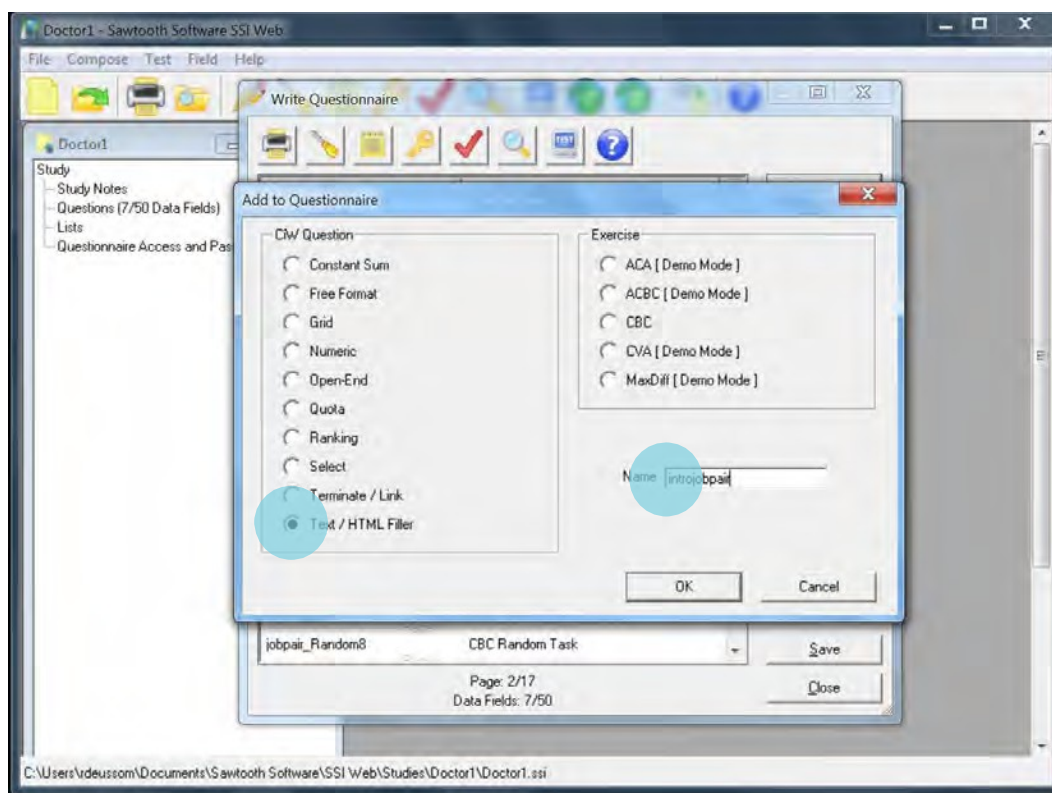 Doctor1 - Sawtooth Software SSI Web
File Compose Test Field Help
Write Questionnaire
Doctor1
TEST
Study
Study Notes
Questions (7/50 Data Fields)
Lists
Questionnaire Access and Pas
Add to Questionnaire
CiW Question
Constant Sum
Free Format
Grid
Numeric
Open-End
Quota
Ranking
Select
Terminate / Link
Text / HTML Filler
Exercise
ACA [ Demo Mode ]
ACBC [ Demo Mode ]
CBC
CVA [ Demo Mode ]
MaxDiff [ Demo Mode ]
Name introjobpair
OK Cancel
jobpair_Random8 CBC Random Task
Save
Page: 2/17
Data Fields: 7/50
Close
C:\Users\rdeussom\Documents\Sawtooth Software\SSI Web\Studies\Doctor1\Doctor1.ssi